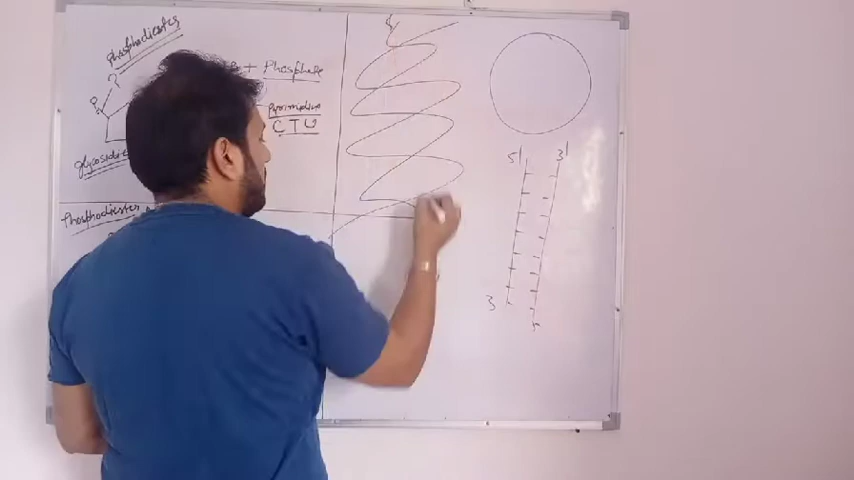 Phosphodiester
+ Phosphate
Pyrimidine
C T U
glycosidic
Phosphodiester
5' 3'
3